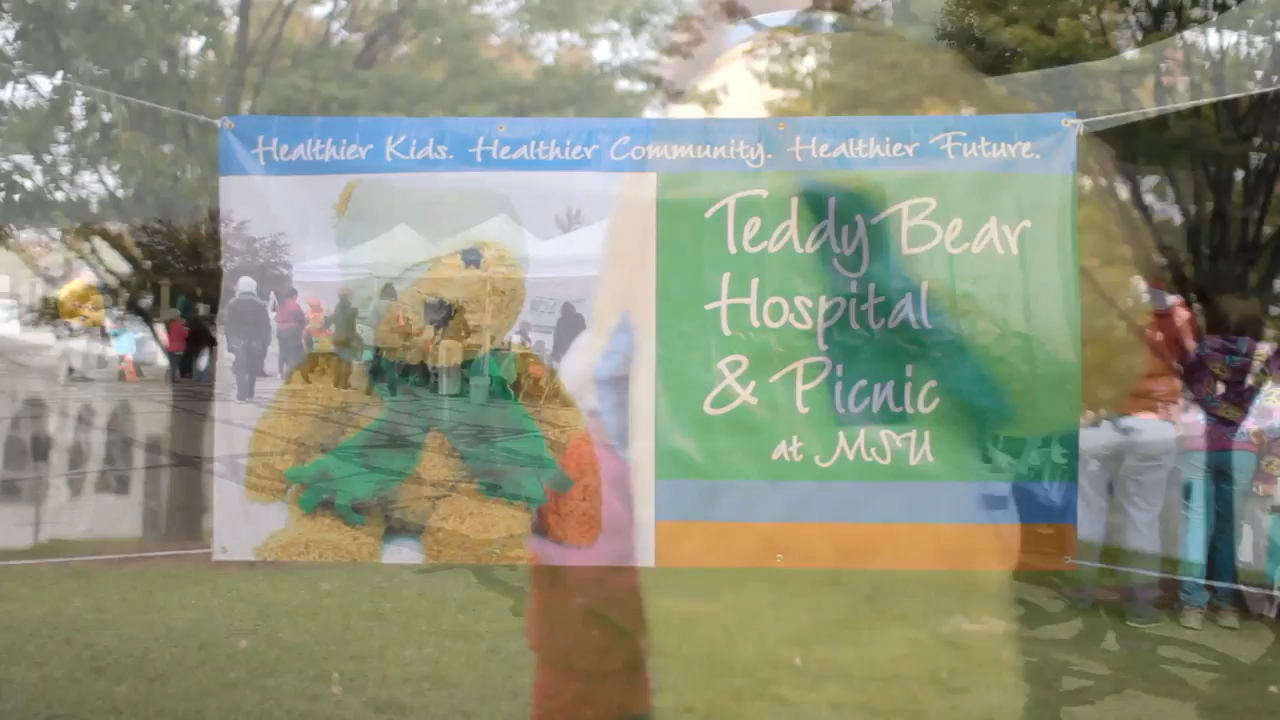 Healthier Kids. Healthier Community. Healthier Future.
Teddy Bear
Hospital
& Picnic
at MSU